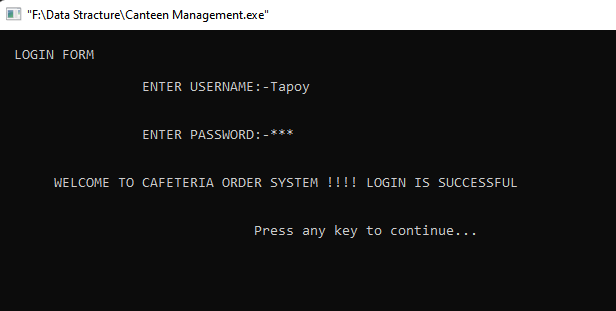 "F:\Data Stracture\Canteen Management.exe"
LOGIN FORM
ENTER USERNAME:-Tapoy
ENTER PASSWORD:-***
WELCOME TO CAFETERIA ORDER SYSTEM !!!! LOGIN IS SUCCESSFUL
Press any key to continue...